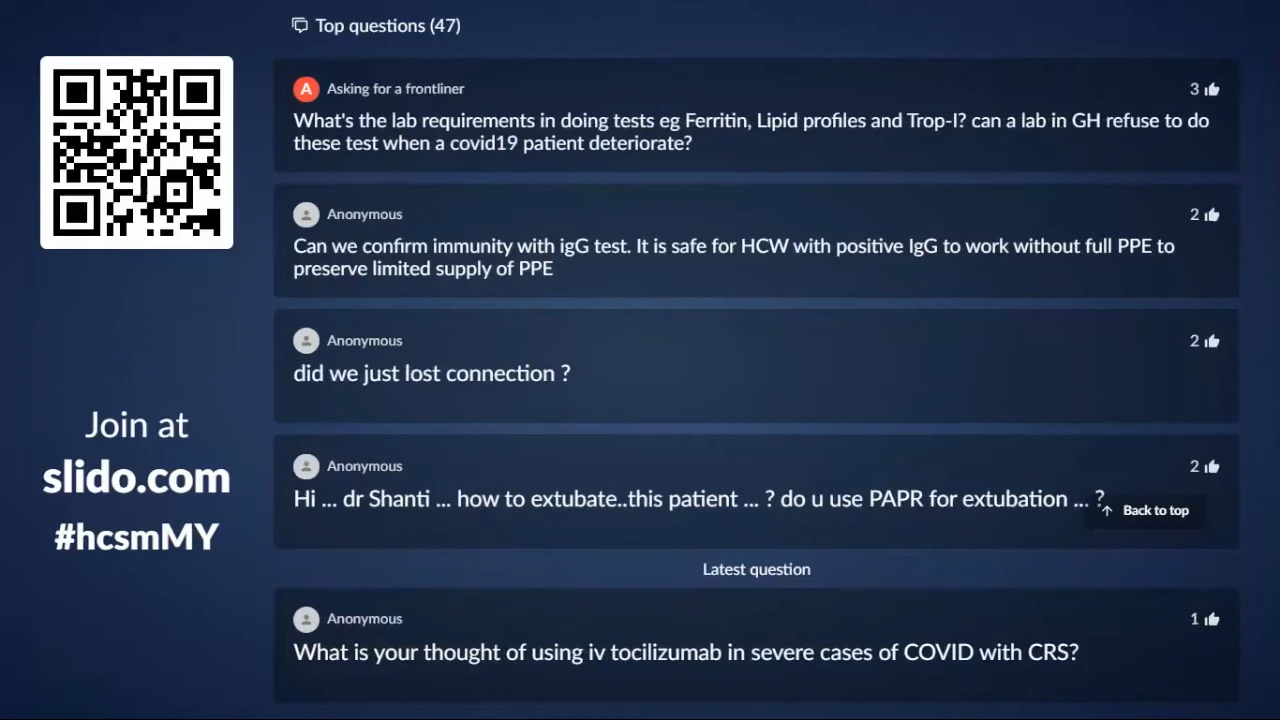 Top questions (47)
A Asking for a frontliner
3
What's the lab requirements in doing tests eg Ferritin, Lipid profiles and Trop-I? can a lab in GH refuse to do
these test when a covid19 patient deteriorate?
Anonymous
2
Can we confirm immunity with igG test. It is safe for HCW with positive IgG to work without full PPE to
preserve limited supply of PPE
Anonymous
2
did we just lost connection ?
Anonymous
2
Hi ... dr Shanti ... how to extubate..this patient ... ? do u use PAPR for extubation ... ?
Back to top
Latest question
Anonymous
1
What is your thought of using iv tocilizumab in severe cases of COVID with CRS?
Join at
slido.com
#hcsmMY